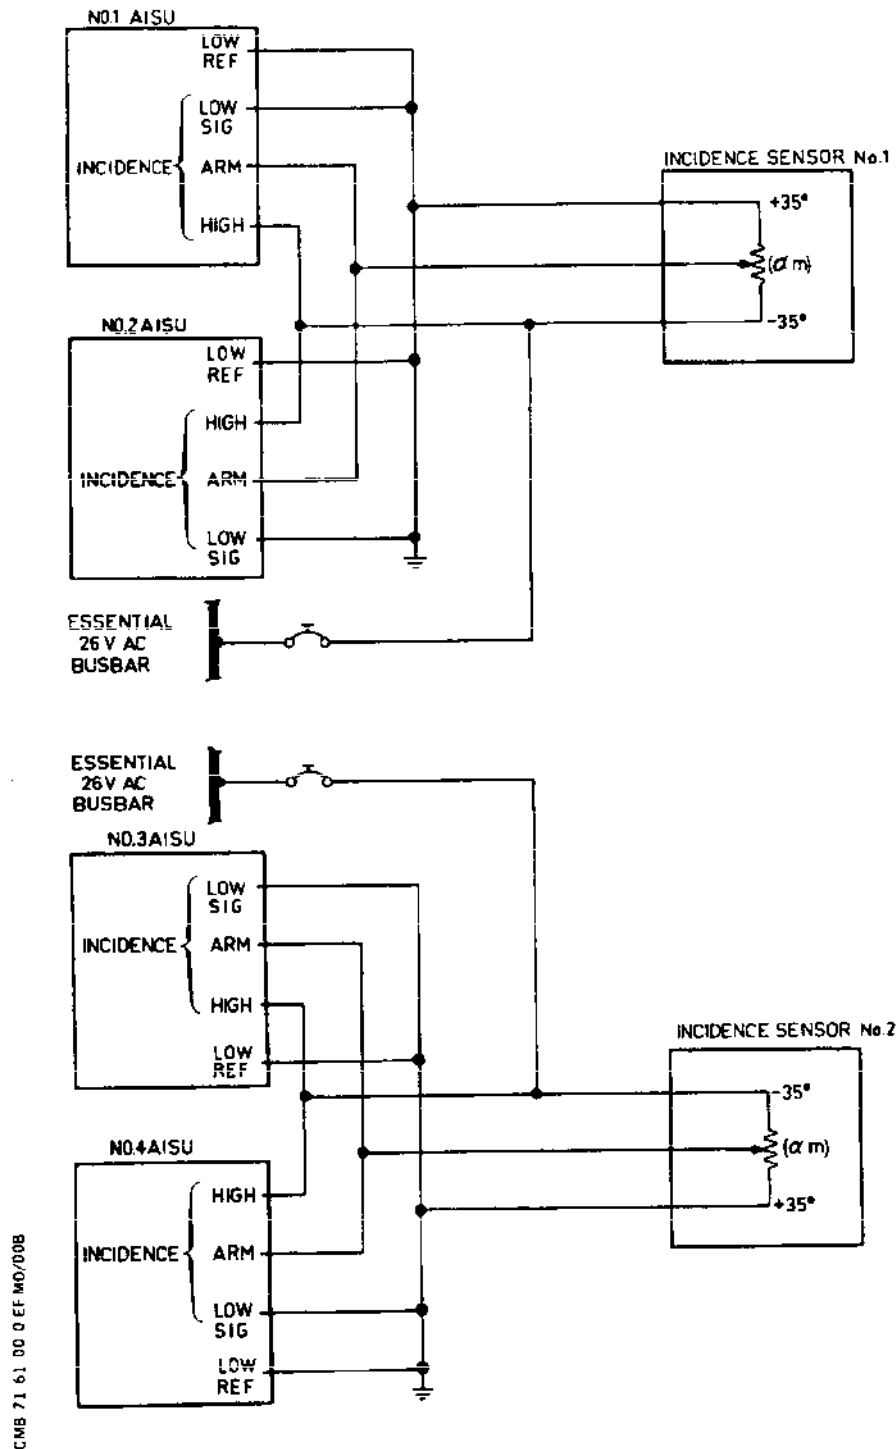 NO.1 AISU
LOW
REF
LOW
SIG
INCIDENCE
ARM
HIGH
INCIDENCE SENSOR No.1
+35°
(α m)
-35°
NO.2 AISU
LOW
REF
HIGH
INCIDENCE
ARM
LOW
SIG
ESSENTIAL
26 V AC
BUSBAR
ESSENTIAL
26 V AC
BUSBAR
NO.3 AISU
LOW
SIG
INCIDENCE
ARM
HIGH
LOW
REF
INCIDENCE SENSOR No.2
-35°
(α m)
+35°
NO.4 AISU
HIGH
INCIDENCE
ARM
LOW
SIG
LOW
REF
CMB 71 61 00 0 EF MO/00B